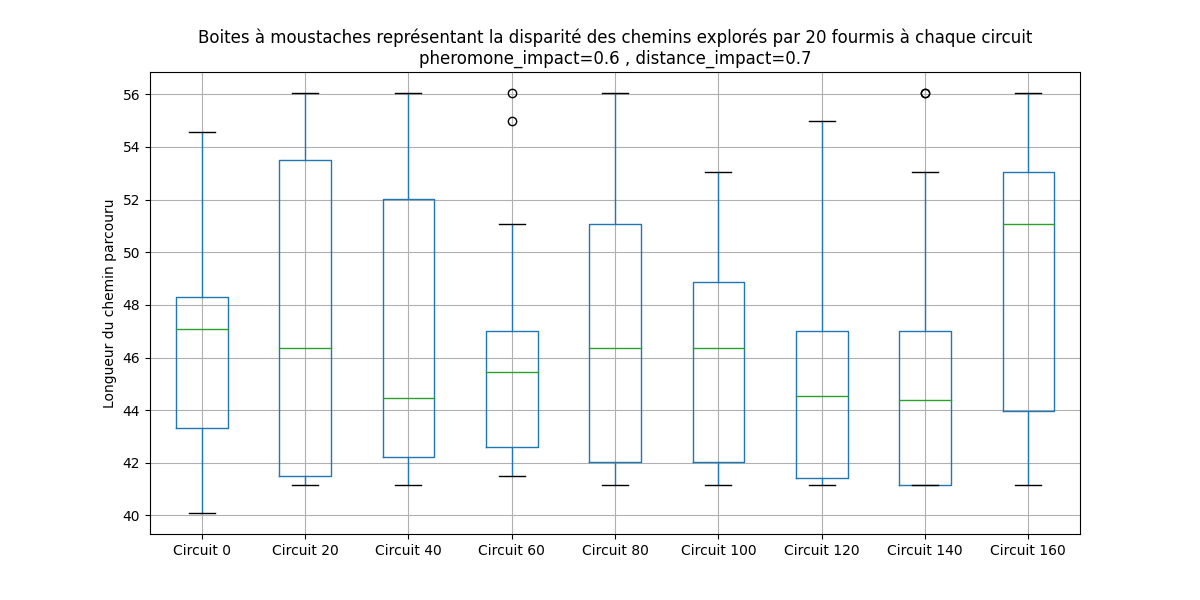 Boites à moustaches représentant la disparité des chemins explorés par 20 fourmis à chaque circuit
pheromone_impact=0.6 , distance_impact=0.7
Longueur du chemin parcouru
56
54
52
50
48
46
44
42
40
Circuit 0 Circuit 20 Circuit 40 Circuit 60 Circuit 80 Circuit 100 Circuit 120 Circuit 140 Circuit 160